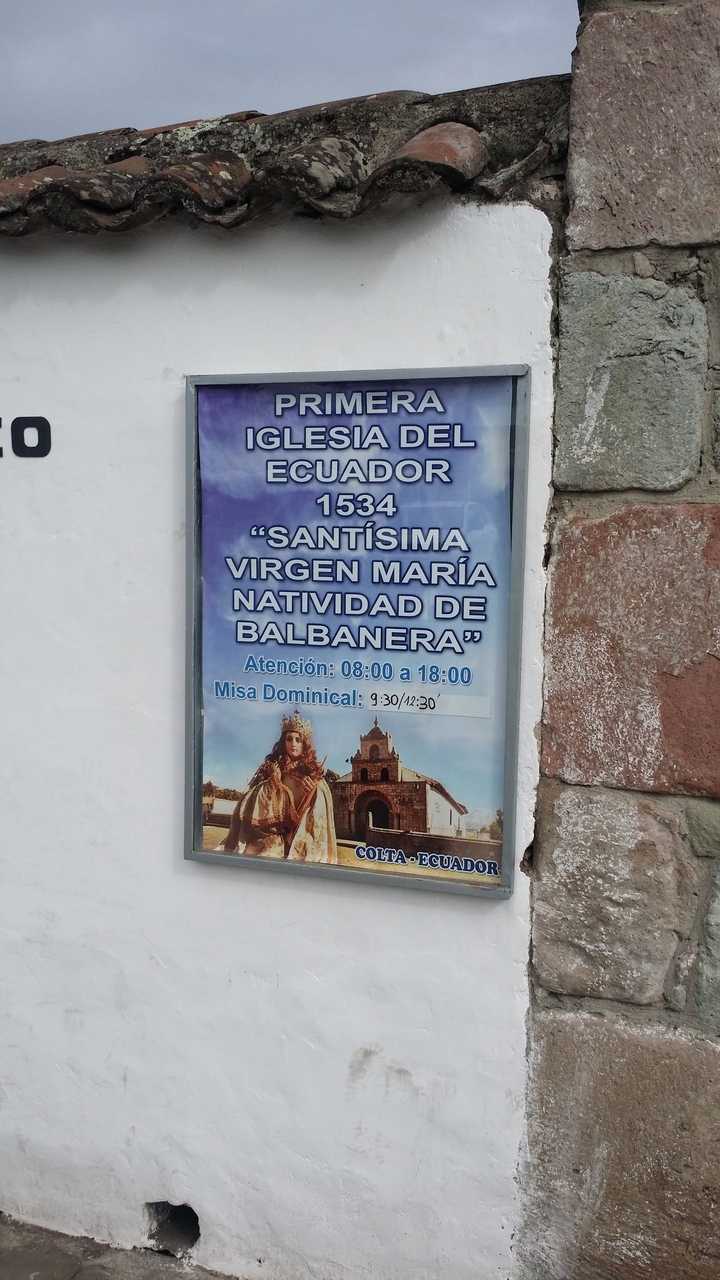 PRIMERA
IGLESIA DEL
ECUADOR
1534
“SANTÍSIMA
VIRGEN MARÍA
NATIVIDAD DE
BALBANERA”
Atención: 08:00 a 18:00
Misa Dominical: 9:30/12:30'
COLTA - ECUADOR